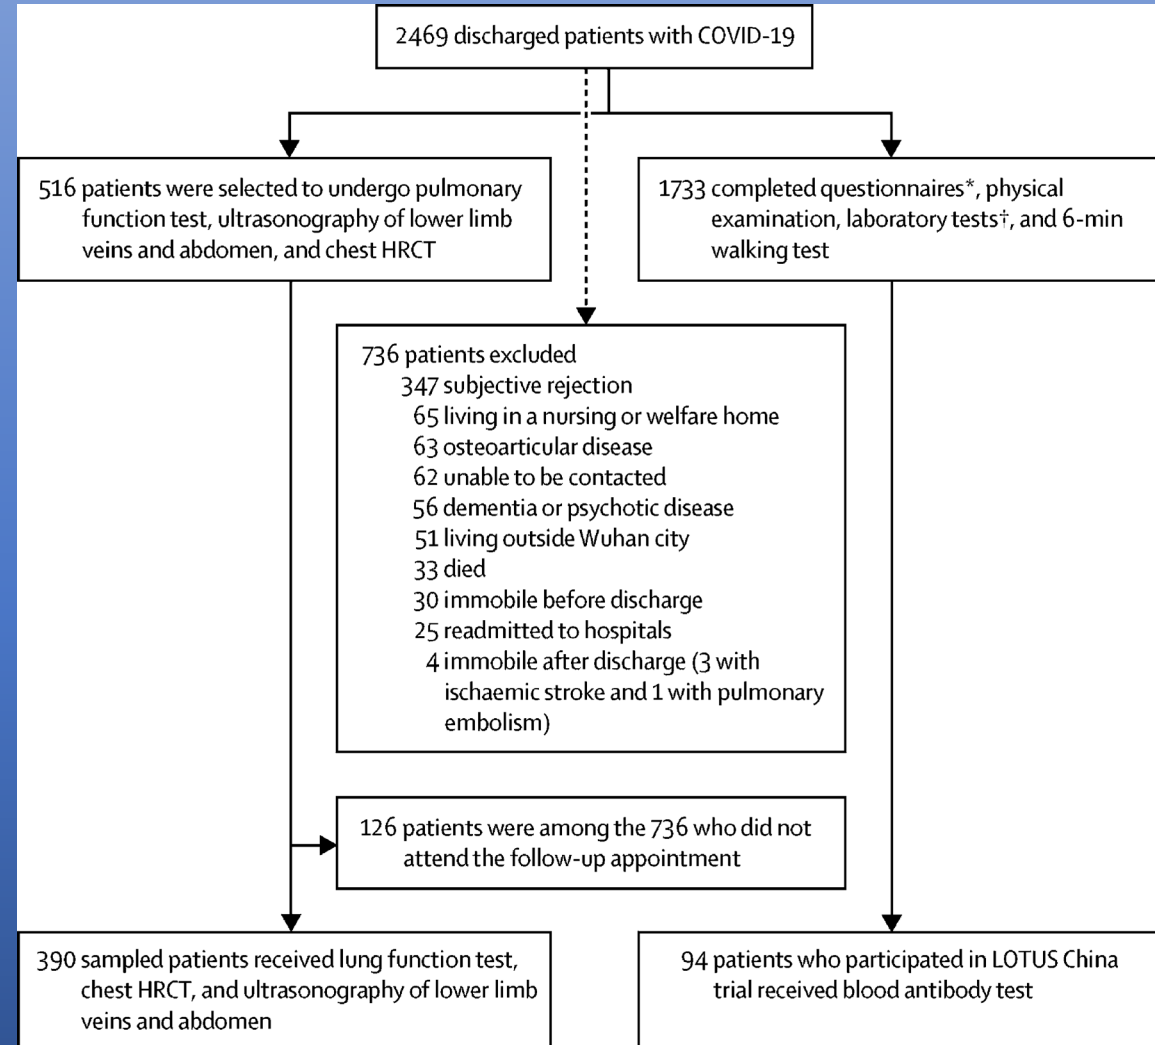 2469 discharged patients with COVID-19
516 patients were selected to undergo pulmonary
function test, ultrasonography of lower limb
veins and abdomen, and chest HRCT
1733 completed questionnaires*, physical
examination, laboratory tests†, and 6-min
walking test
736 patients excluded
347 subjective rejection
65 living in a nursing or welfare home
63 osteoarticular disease
62 unable to be contacted
56 dementia or psychotic disease
51 living outside Wuhan city
33 died
30 immobile before discharge
25 readmitted to hospitals
4 immobile after discharge (3 with
ischaemic stroke and 1 with pulmonary
embolism)
126 patients were among the 736 who did not
attend the follow-up appointment
390 sampled patients received lung function test,
chest HRCT, and ultrasonography of lower limb
veins and abdomen
94 patients who participated in LOTUS China
trial received blood antibody test